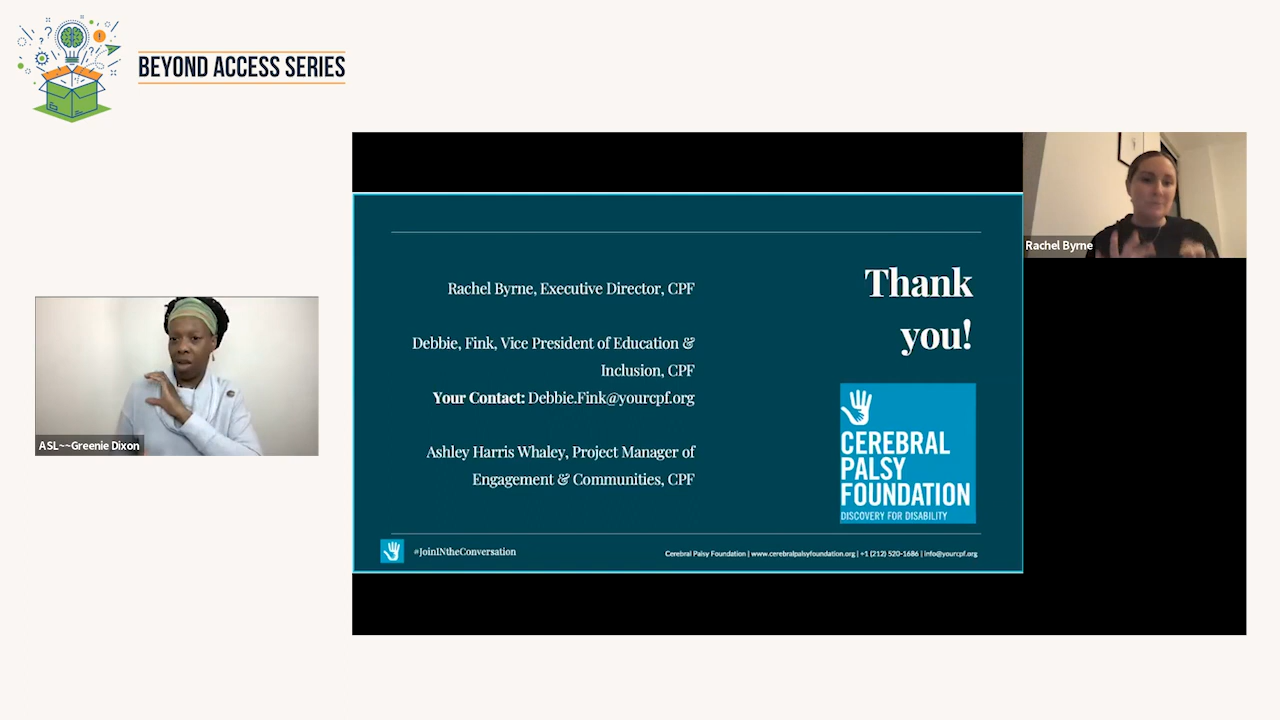 BEYOND ACCESS SERIES
Rachel Byrne, Executive Director, CPF
Debbie, Fink, Vice President of Education &
Inclusion, CPF
Your Contact: Debbie.Fink@yourcpf.org
Ashley Harris Whaley, Project Manager of
Engagement & Communities, CPF
Thank
you!
CEREBRAL
PALSY
FOUNDATION
DISCOVERY FOR DISABILITY
#JoinINtheConversation
Cerebral Palsy Foundation | www.cerebralpalsyfoundation.org | +1 (212) 520-1686 | info@yourcpf.org
Rachel Byrne
ASL~~Greenie Dixon